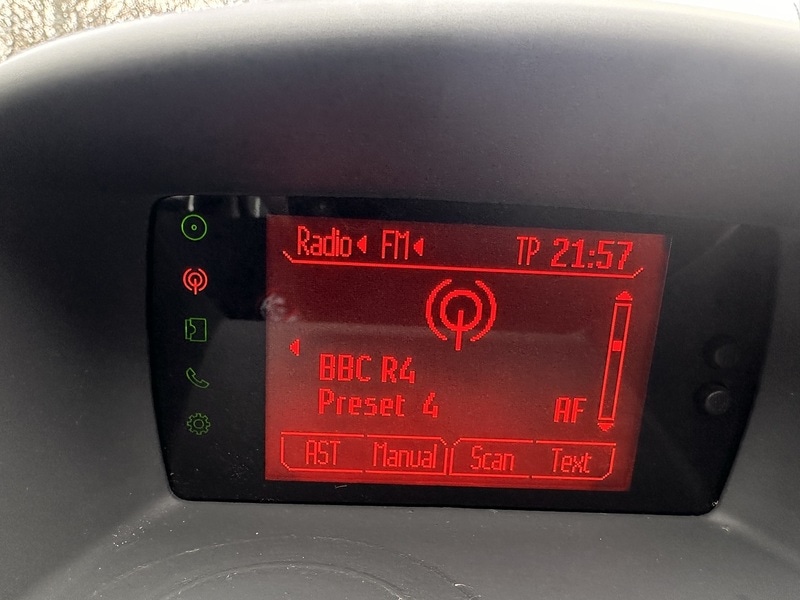 Radio FM TP 21:57
BBC R4
Preset 4 AF
AST Manual Scan Text